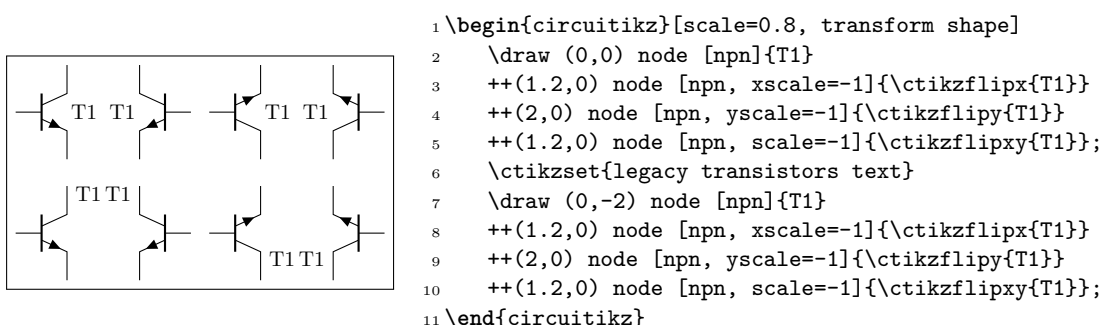 T1 T1 T1 T1
T1 T1
T1 T1
1 \begin{circuitikz}[scale=0.8, transform shape]
2 \draw (0,0) node [npn]{T1}
3 ++(1.2,0) node [npn, xscale=-1]{\ctikzflipx{T1}}
4 ++(2,0) node [npn, yscale=-1]{\ctikzflipy{T1}}
5 ++(1.2,0) node [npn, scale=-1]{\ctikzflipxy{T1}};
6 \ctikzset{legacy transistors text}
7 \draw (0,-2) node [npn]{T1}
8 ++(1.2,0) node [npn, xscale=-1]{\ctikzflipx{T1}}
9 ++(2,0) node [npn, yscale=-1]{\ctikzflipy{T1}}
10 ++(1.2,0) node [npn, scale=-1]{\ctikzflipxy{T1}};
11 \end{circuitikz}